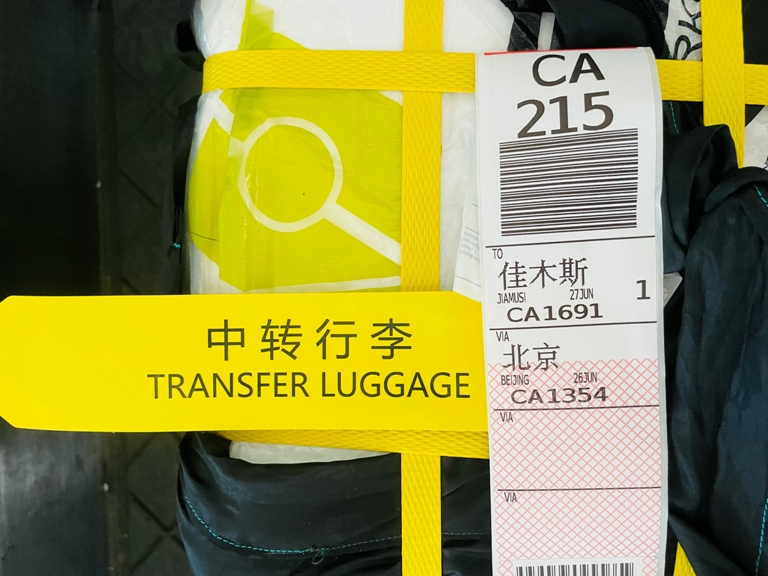 CA
215
TO
佳木斯
JIAMUSI 27JUN 1
CA1691
VIA
北京
BEIJING 26JUN
CA1354
VIA
VIA
中转行李
TRANSFER LUGGAGE